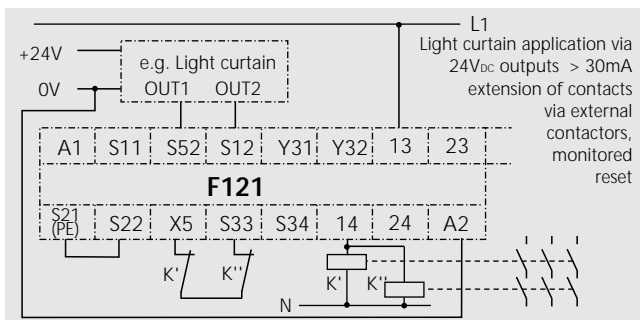 L1
+24V
0V
e.g. Light curtain
OUT1 OUT2
Light curtain application via
24VDC outputs > 30mA
extension of contacts
via external
contactors,
monitored
reset
A1 S11 S52 S12 Y31 Y32 13 23
F121
S21 (PE) S22 X5 S33 S34 14 24 A2
K' K'' K' K''
N